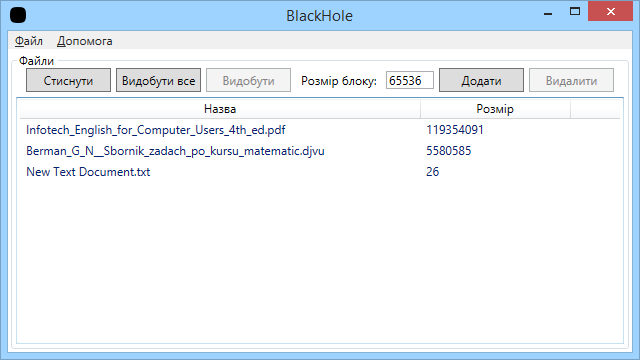 BlackHole
Файл Допомога
Файли
Стиснути Видобути все Видобути Розмір блоку: 65536 Додати Видалити
Назва Розмір
Infotech_English_for_Computer_Users_4th_ed.pdf 119354091
Berman_G_N__Sbornik_zadach_po_kursu_matematic.djvu 5580585
New Text Document.txt 26